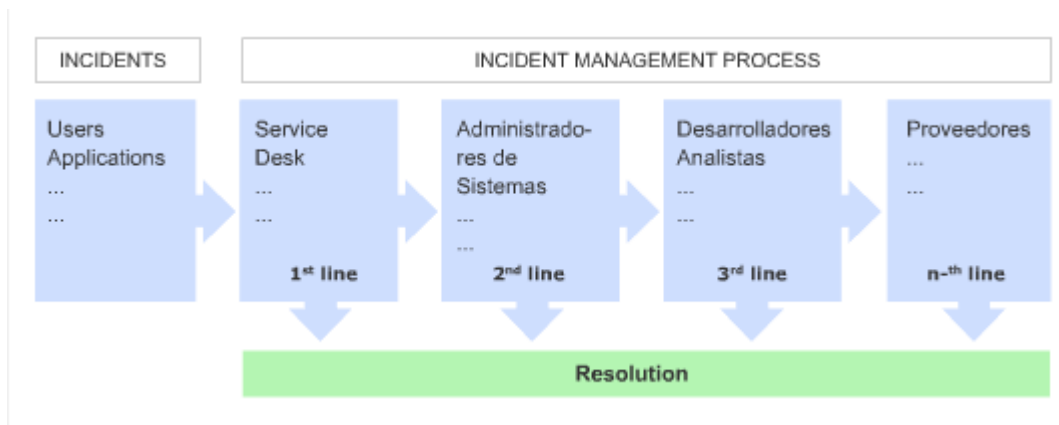 INCIDENTS
INCIDENT MANAGEMENT PROCESS
Users
Applications
...
...
Service
Desk
...
...
1st line
Administrado-
res de
Sistemas
...
...
2nd line
Desarrolladores
Analistas
...
...
3rd line
Proveedores
...
...
n-th line
Resolution